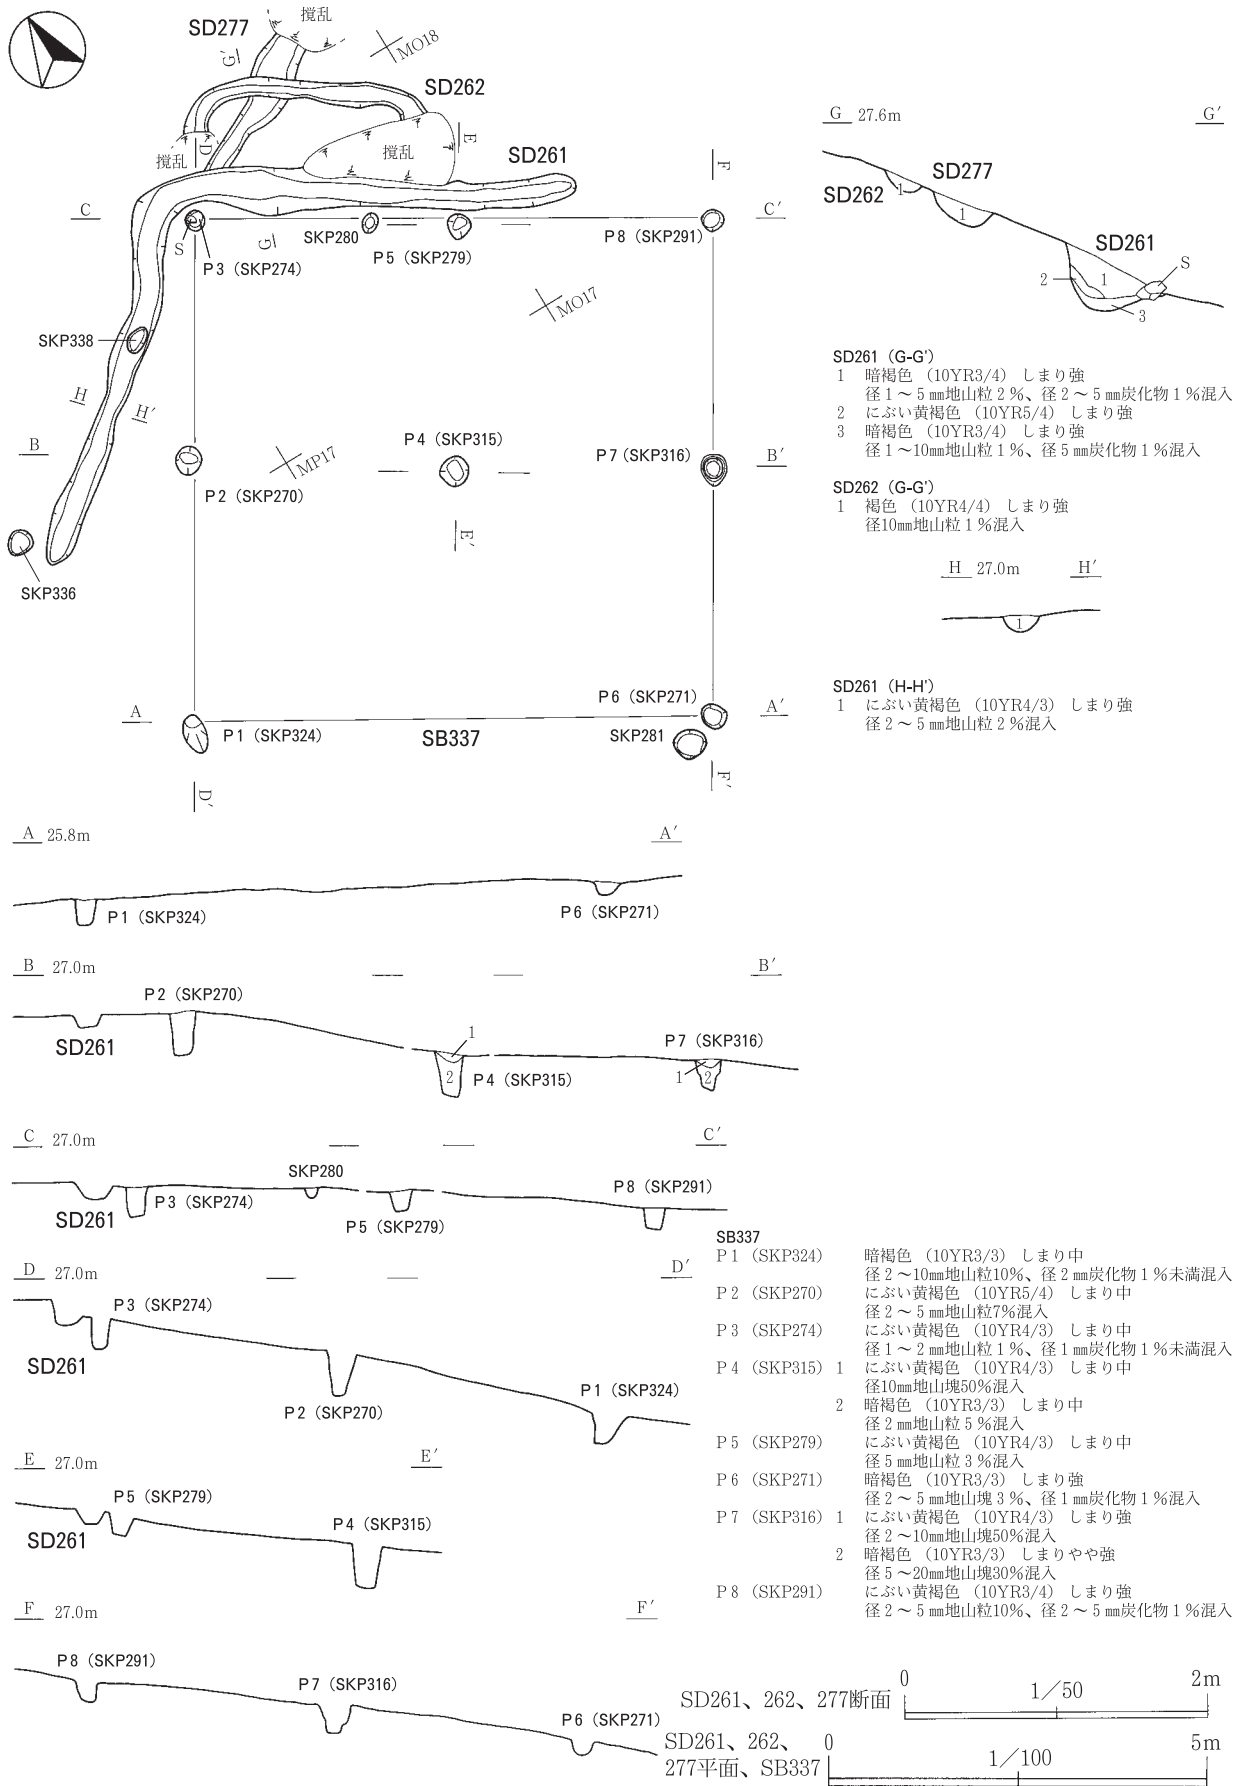 SD277
撹乱
G
MO18
SD262
E
D
撹乱
撹乱
SD261
F
C
C′
S
P3 (SKP274)
G′
SKP280
P5 (SKP279)
P8 (SKP291)
MO17
SKP338
H
H′
B
P2 (SKP270)
MP17
P4 (SKP315)
P7 (SKP316)
B′
E′
SKP336
A
P1 (SKP324)
SB337
P6 (SKP271)
SKP281
A′
D′
F′
G 27.6m G′
SD277
SD262
1
1
SD261
S
2
1
3
SD261 (G-G′)
1 暗褐色 (10YR3/4) しまり強
径1～5㎜地山粒2％、径2～5㎜炭化物1％混入
2 にぶい黄褐色 (10YR5/4) しまり強
3 暗褐色 (10YR3/4) しまり強
径1～10㎜地山粒1％、径5㎜炭化物1％混入
SD262 (G-G′)
1 褐色 (10YR4/4) しまり強
径10㎜地山粒1％混入
H 27.0m H′
1
SD261 (H-H′)
1 にぶい黄褐色 (10YR4/3) しまり強
径2～5㎜地山粒2％混入
A 25.8m A′
P1 (SKP324)
P6 (SKP271)
B 27.0m B′
P2 (SKP270)
SD261
1
2
P4 (SKP315)
P7 (SKP316)
1
2
C 27.0m C′
SKP280
P8 (SKP291)
P3 (SKP274)
SD261
P5 (SKP279)
D 27.0m D′
P3 (SKP274)
SD261
P2 (SKP270)
P1 (SKP324)
E 27.0m E′
P5 (SKP279)
SD261
P4 (SKP315)
F 27.0m F′
P8 (SKP291)
P7 (SKP316)
P6 (SKP271)
SB337
P1 (SKP324) 暗褐色 (10YR3/3) しまり中
径2～10㎜地山粒10％、径2㎜炭化物1％未満混入
P2 (SKP270) にぶい黄褐色 (10YR5/4) しまり中
径2～5㎜地山粒7％混入
P3 (SKP274) にぶい黄褐色 (10YR4/3) しまり中
径1～2㎜地山粒1％、径1㎜炭化物1％未満混入
P4 (SKP315) 1 にぶい黄褐色 (10YR4/3) しまり中
径10㎜地山塊50％混入
2 暗褐色 (10YR3/3) しまり中
径2㎜地山粒5％混入
P5 (SKP279) にぶい黄褐色 (10YR4/3) しまり中
径5㎜地山粒3％混入
P6 (SKP271) 暗褐色 (10YR3/3) しまり強
径2～5㎜地山塊3％、径1㎜炭化物1％混入
P7 (SKP316) 1 にぶい黄褐色 (10YR4/3) しまり強
径2～10㎜地山塊50％混入
2 暗褐色 (10YR3/3) しまりやや強
径5～20㎜地山塊30％混入
P8 (SKP291) にぶい黄褐色 (10YR3/4) しまり強
径2～5㎜地山粒10％、径2～5㎜炭化物1％混入
SD261、262、277断面 0 1／50 2m
SD261、262、
277平面、SB337 0 1／100 5m